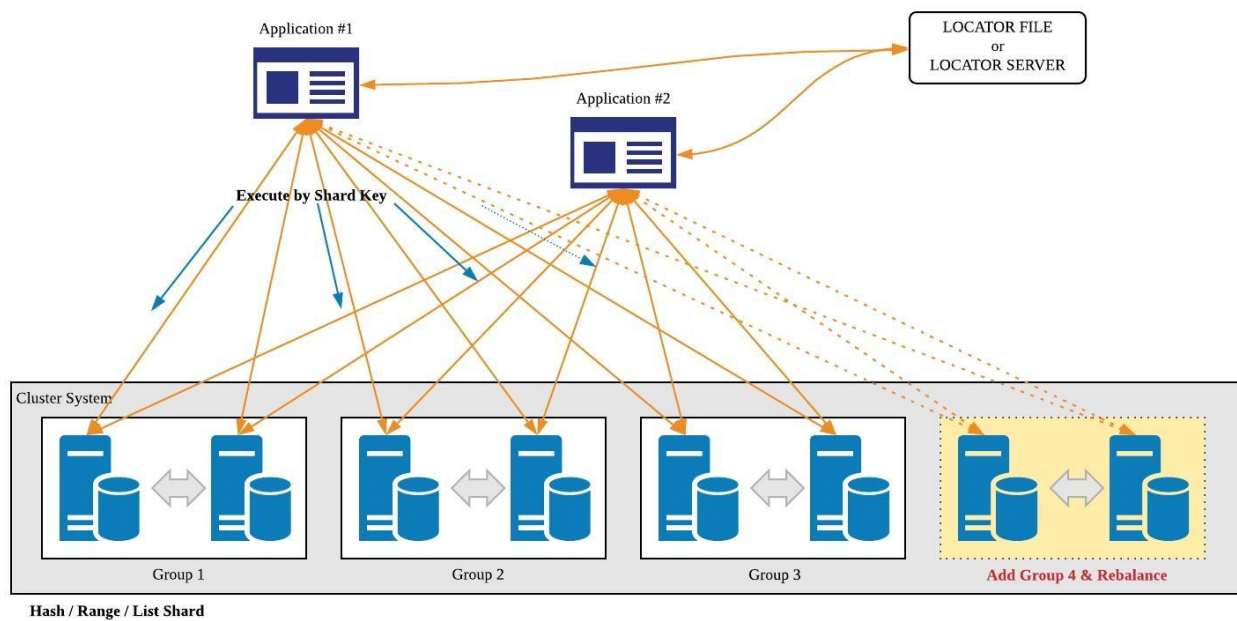 Application #1
LOCATOR FILE
or
LOCATOR SERVER
Application #2
Execute by Shard Key
Cluster System
Group 1
Group 2
Group 3
Add Group 4 & Rebalance
Hash / Range / List Shard